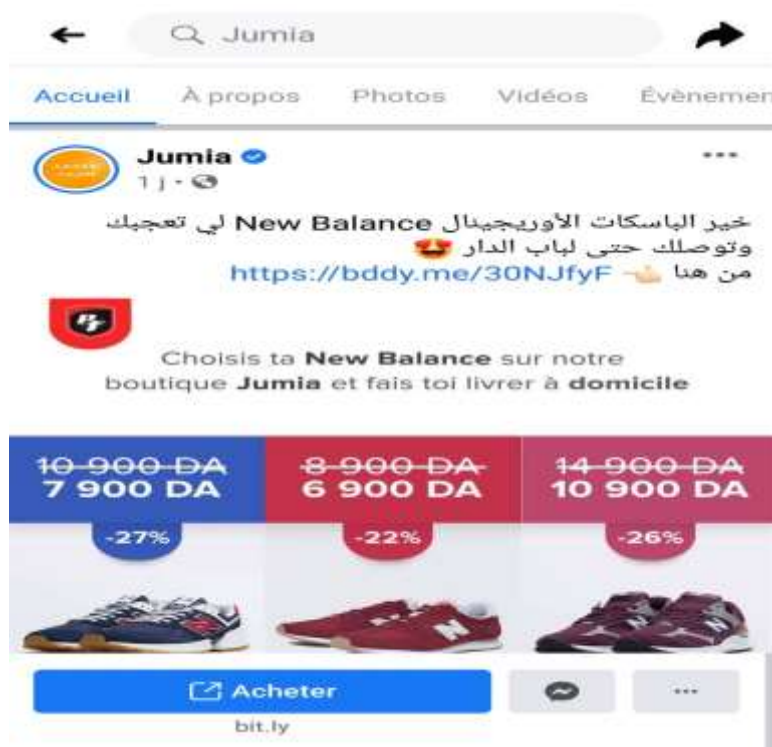 Jumia
Accueil À propos Photos Vidéos Évènemen
Jumia
1 j
خير الباسكات الأوريجينال New Balance لي تعجبك
وتوصلك حتى لباب الدار 🤩
من هنا 👈🏻 https://bddy.me/30NJfyF
Choisis ta New Balance sur notre
boutique Jumia et fais toi livrer à domicile
10 900 DA 8 900 DA 14 900 DA
7 900 DA 6 900 DA 10 900 DA
-27% -22% -26%
Acheter
bit.ly